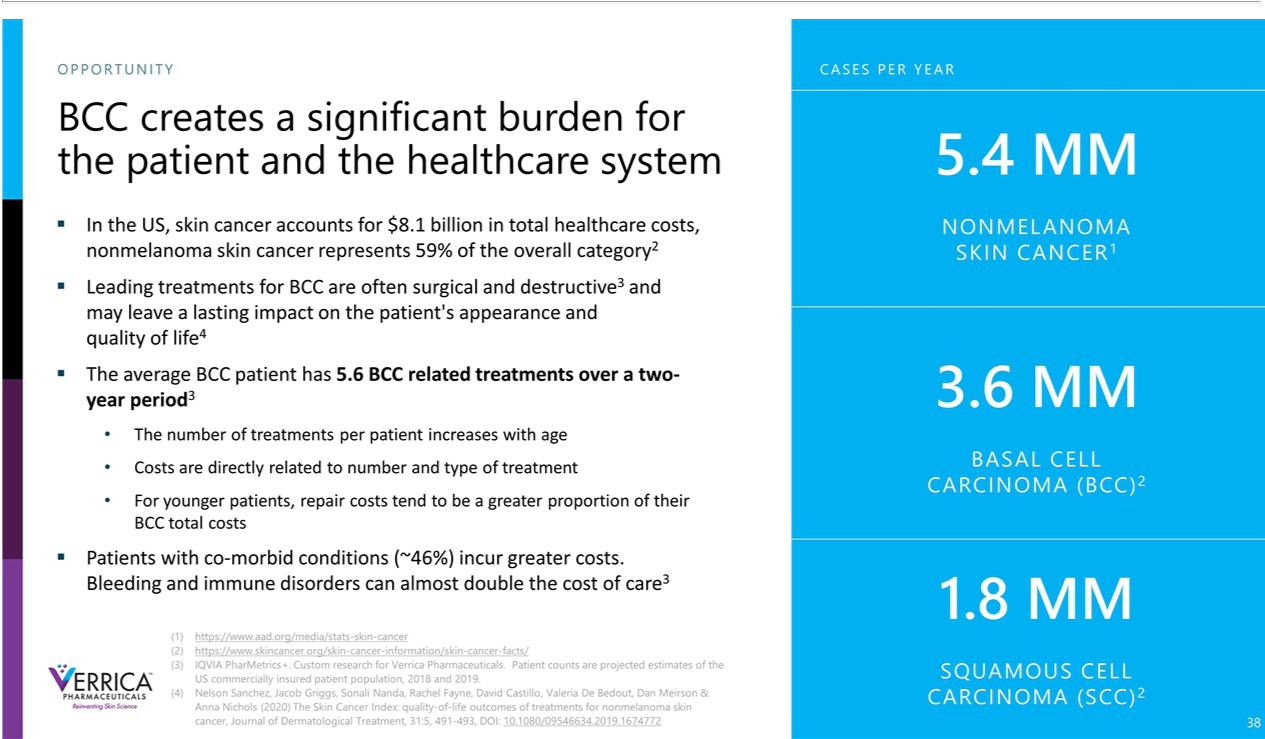 OPPORTUNITY
BCC creates a significant burden for
the patient and the healthcare system
▪ In the US, skin cancer accounts for $8.1 billion in total healthcare costs,
nonmelanoma skin cancer represents 59% of the overall category2
▪ Leading treatments for BCC are often surgical and destructive3 and
may leave a lasting impact on the patient's appearance and
quality of life4
▪ The average BCC patient has 5.6 BCC related treatments over a two-
year period3
• The number of treatments per patient increases with age
• Costs are directly related to number and type of treatment
• For younger patients, repair costs tend to be a greater proportion of their
BCC total costs
▪ Patients with co-morbid conditions (~46%) incur greater costs.
Bleeding and immune disorders can almost double the cost of care3
(1) https://www.aad.org/media/stats-skin-cancer
(2) https://www.skincancer.org/skin-cancer-information/skin-cancer-facts/
(3) IQVIA PharMetrics+. Custom research for Verrica Pharmaceuticals. Patient counts are projected estimates of the
US commercially insured patient population, 2018 and 2019.
(4) Nelson Sanchez, Jacob Griggs, Sonali Nanda, Rachel Fayne, David Castillo, Valeria De Bedout, Dan Meirson &
Anna Nichols (2020) The Skin Cancer Index: quality-of-life outcomes of treatments for nonmelanoma skin
cancer, Journal of Dermatological Treatment, 31:5, 491-493, DOI: 10.1080/09546634.2019.1674772
VERRICA™
PHARMACEUTICALS
Reinventing Skin Science
CASES PER YEAR
5.4 MM
NONMELANOMA
SKIN CANCER1
3.6 MM
BASAL CELL
CARCINOMA (BCC)2
1.8 MM
SQUAMOUS CELL
CARCINOMA (SCC)2
38